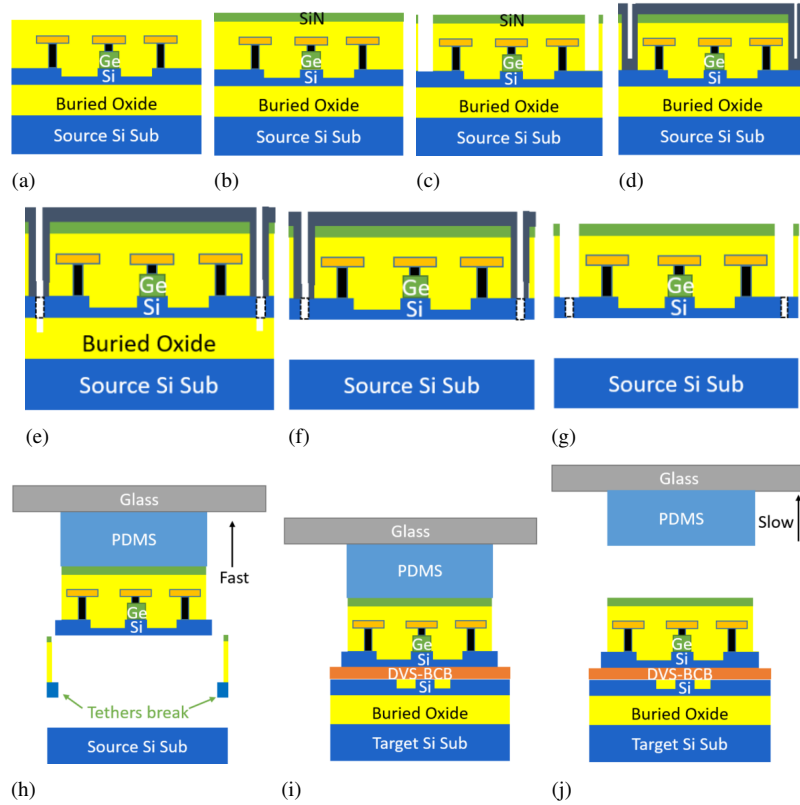 SiN
SiN
Ge
Si
Buried Oxide
Source Si Sub
Ge
Si
Buried Oxide
Source Si Sub
Ge
Si
Buried Oxide
Source Si Sub
Ge
Si
Buried Oxide
Source Si Sub
(a)
(b)
(c)
(d)
Ge
Si
Buried Oxide
Source Si Sub
Ge
Si
Source Si Sub
Ge
Si
Source Si Sub
(e)
(f)
(g)
Glass
PDMS
Fast
Ge
Si
Tethers break
Source Si Sub
Glass
PDMS
Ge
Si
DVS-BCB
Si
Buried Oxide
Target Si Sub
Glass
PDMS
Slow
Ge
Si
DVS-BCB
Si
Buried Oxide
Target Si Sub
(h)
(i)
(j)